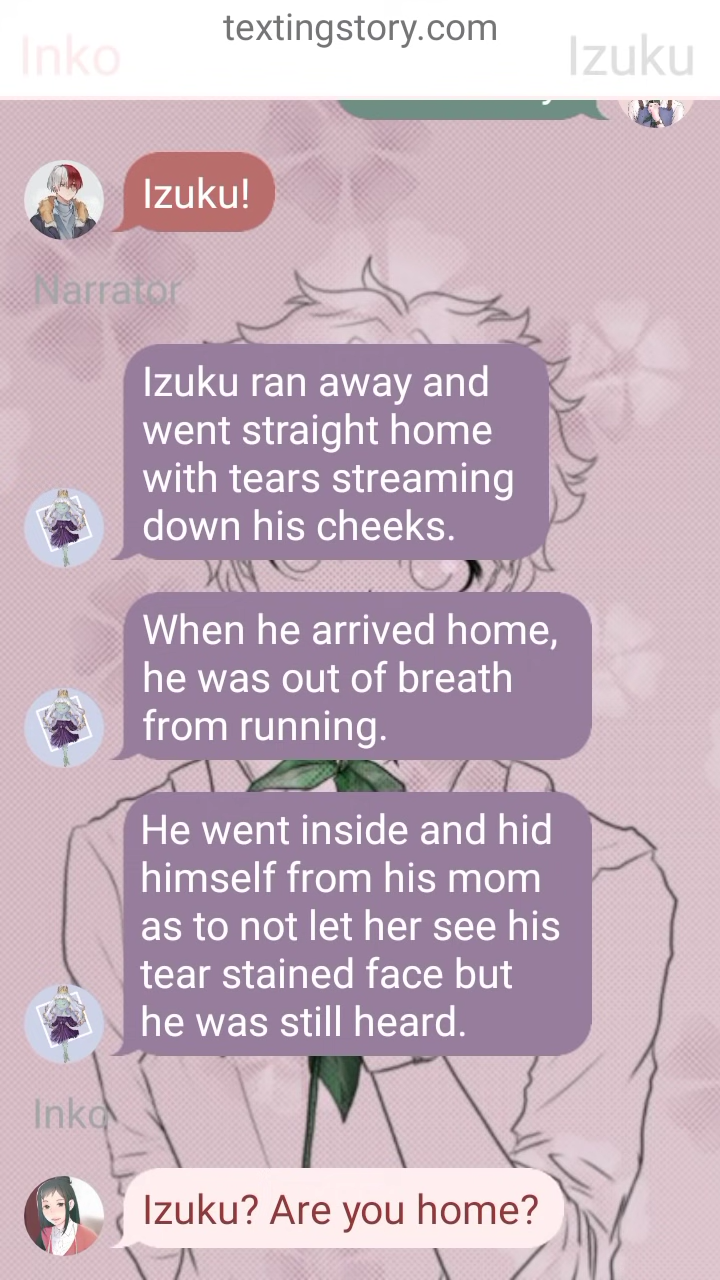 textingstory.com
Inko
Izuku
Izuku!
Narrator
Izuku ran away and
went straight home
with tears streaming
down his cheeks.
When he arrived home,
he was out of breath
from running.
He went inside and hid
himself from his mom
as to not let her see his
tear stained face but
he was still heard.
Inko
Izuku? Are you home?